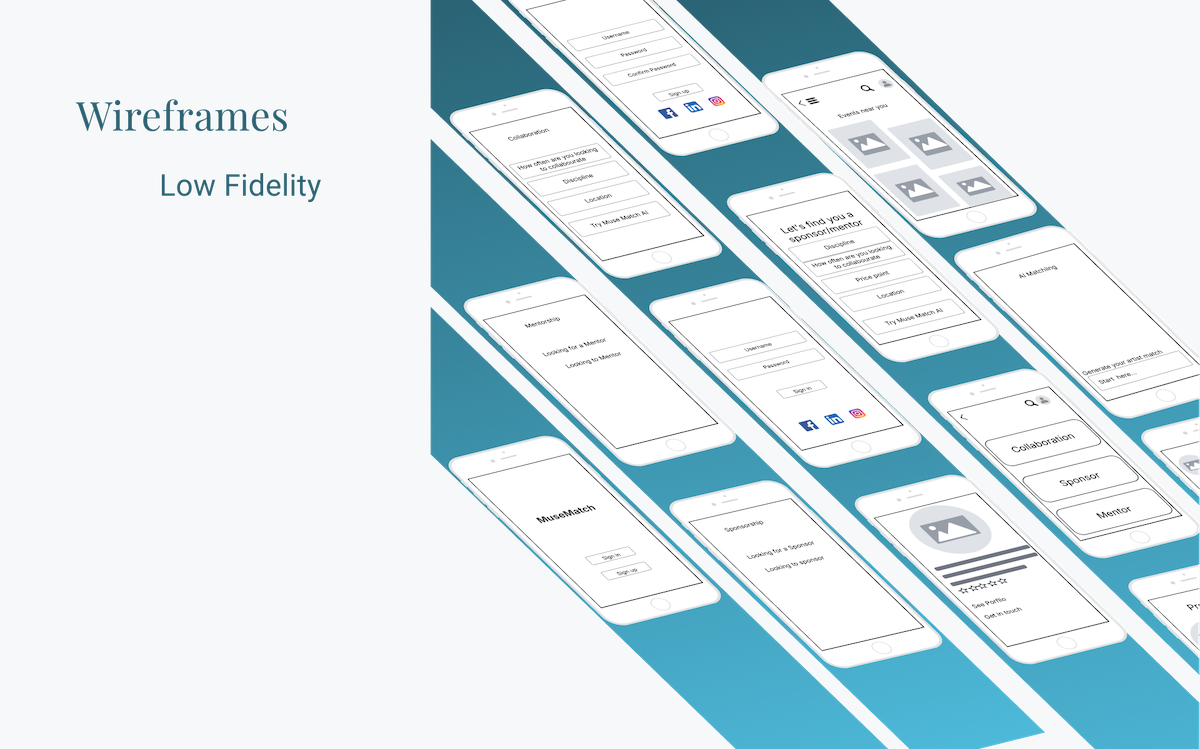 Wireframes
Low Fidelity
Username
Password
Confirm Password
Sign up
Collaboration
How often are you looking
to collabourate
Discipline
Location
Try Muse Match AI
Events near you
Let's find you a
sponsor/mentor
Discipline
How often are you looking
to collabourate
Price point
Location
Try Muse Match AI
AI Matching
Generate your artist match
Start here...
Mentorship
Looking for a Mentor
Looking to Mentor
Username
Password
Sign in
Collaboration
Sponsor
Mentor
MuseMatch
Sign in
Sign up
Sponsorship
Looking for a Sponsor
Looking to sponsor
See Porflio
Get in touch